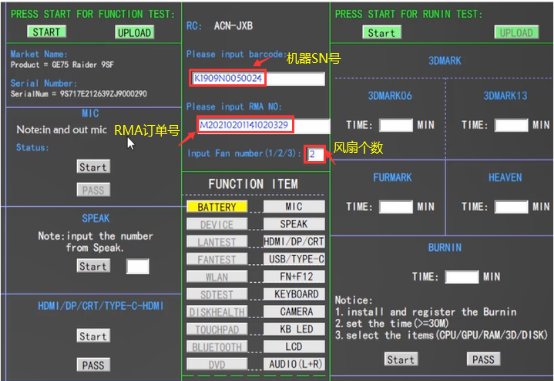 PRESS START FOR FUNCTION TEST:
START
UPLOAD
Market Name:
Product = GE75 Raider 9SF
Serial Number:
SerialNum = 9S717E212639ZJ9000290
MIC
Note:in and out mic
Status:
Start
PASS
SPEAK
Note:input the number
from Speak.
Start
HDMI/DP/CRT/TYPE-C-HDMI
Start
PASS
RC: ACN-JXB
Please input barcode:
机器SN号
K1909N0050024
Please input RMA NO:
RMA订单号
M20210201141020329
Input Fan number(1/2/3):
2
风扇个数
FUNCTION ITEM
BATTERY
MIC
DEVICE
SPEAK
LANTEST
HDMI/DP/CRT
FANTEST
USB/TYPE-C
WLAN
FN+F12
SDTEST
KEYBOARD
DISKHEALTH
CAMERA
TOUCHPAD
KB LED
BLUETOOTH
LCD
DVD
AUDIO(L+R)
PRESS START FOR RUNIN TEST:
Start
UPLOAD
3DMARK
3DMARK06
3DMARK13
TIME: MIN
TIME: MIN
FURMARK
HEAVEN
TIME: MIN
TIME: MIN
BURNIN
TIME: MIN
Notice:
1.install and register the Burnin
2.set the time(>=30M)
3.select the items(CPU/GPU/RAM/3D/DISK)
Start
PASS